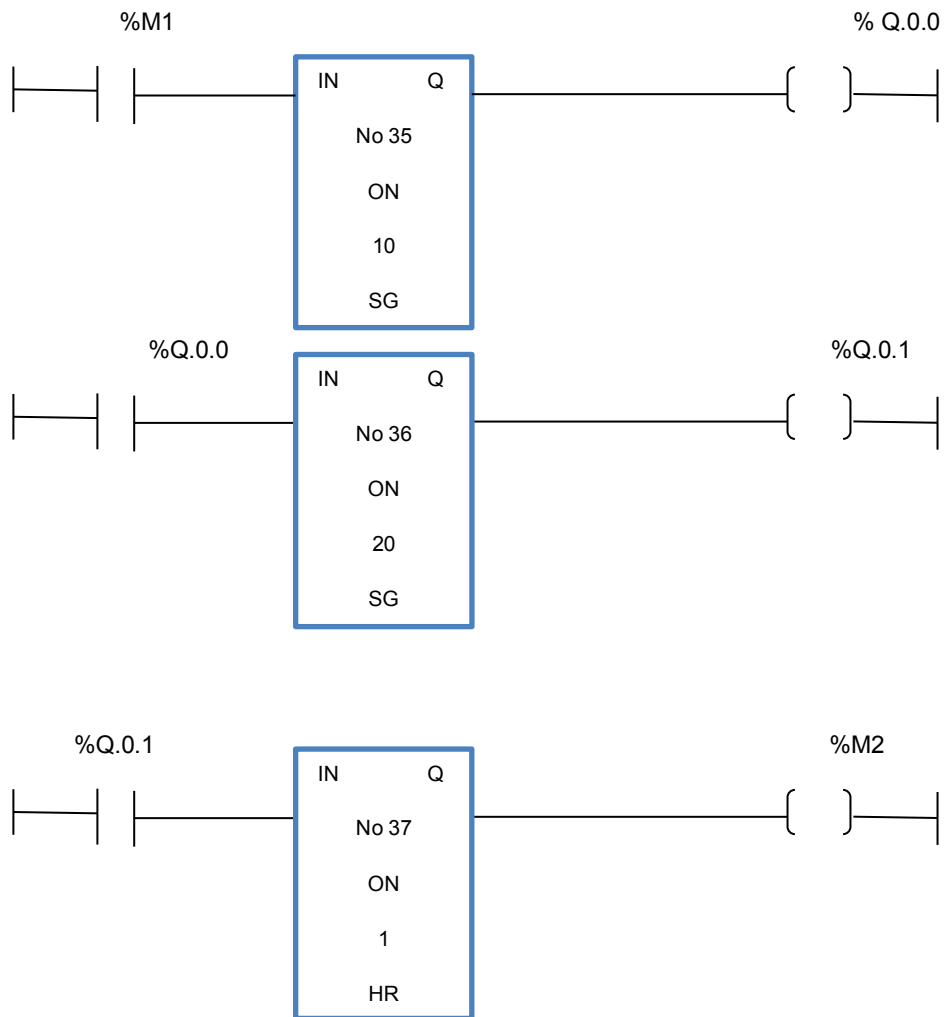 %M1
% Q.0.0
IN Q
No 35
ON
10
SG
%Q.0.0
%Q.0.1
IN Q
No 36
ON
20
SG
%Q.0.1
%M2
IN Q
No 37
ON
1
HR